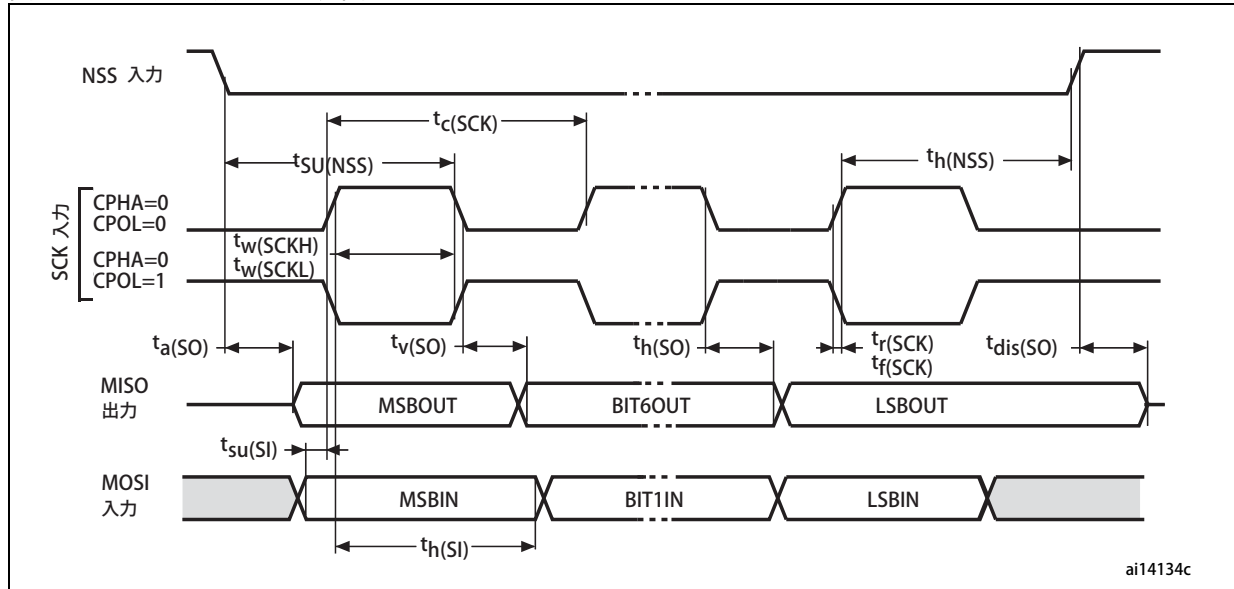 NSS 入力
tc(SCK)
tSU(NSS)
th(NSS)
SCK 入力
CPHA=0
CPOL=0
CPHA=0
CPOL=1
tw(SCKH)
tw(SCKL)
ta(SO)
tv(SO)
th(SO)
tr(SCK)
tf(SCK)
tdis(SO)
MISO
出力
MSBOUT
BIT6OUT
LSBOUT
tsu(SI)
MOSI
入力
MSBIN
BIT1IN
LSBIN
th(SI)
ai14134c